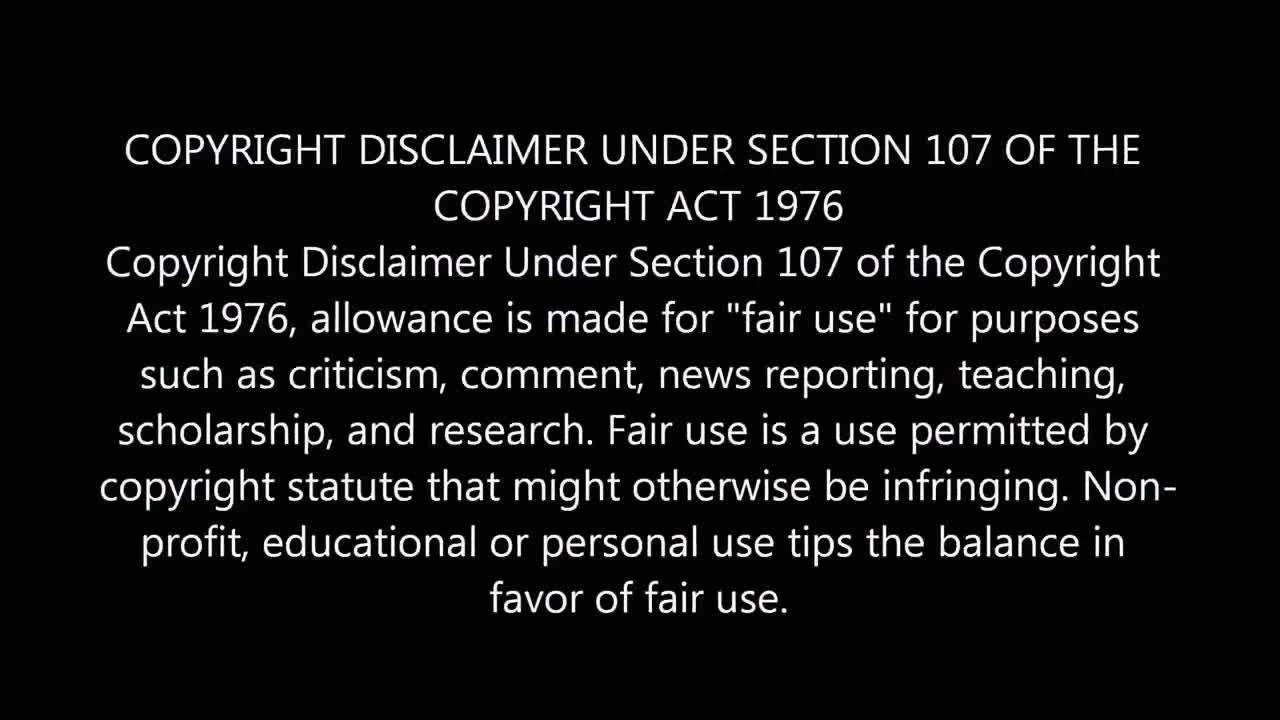 COPYRIGHT DISCLAIMER UNDER SECTION 107 OF THE
COPYRIGHT ACT 1976
Copyright Disclaimer Under Section 107 of the Copyright
Act 1976, allowance is made for "fair use" for purposes
such as criticism, comment, news reporting, teaching,
scholarship, and research. Fair use is a use permitted by
copyright statute that might otherwise be infringing. Non-
profit, educational or personal use tips the balance in
favor of fair use.